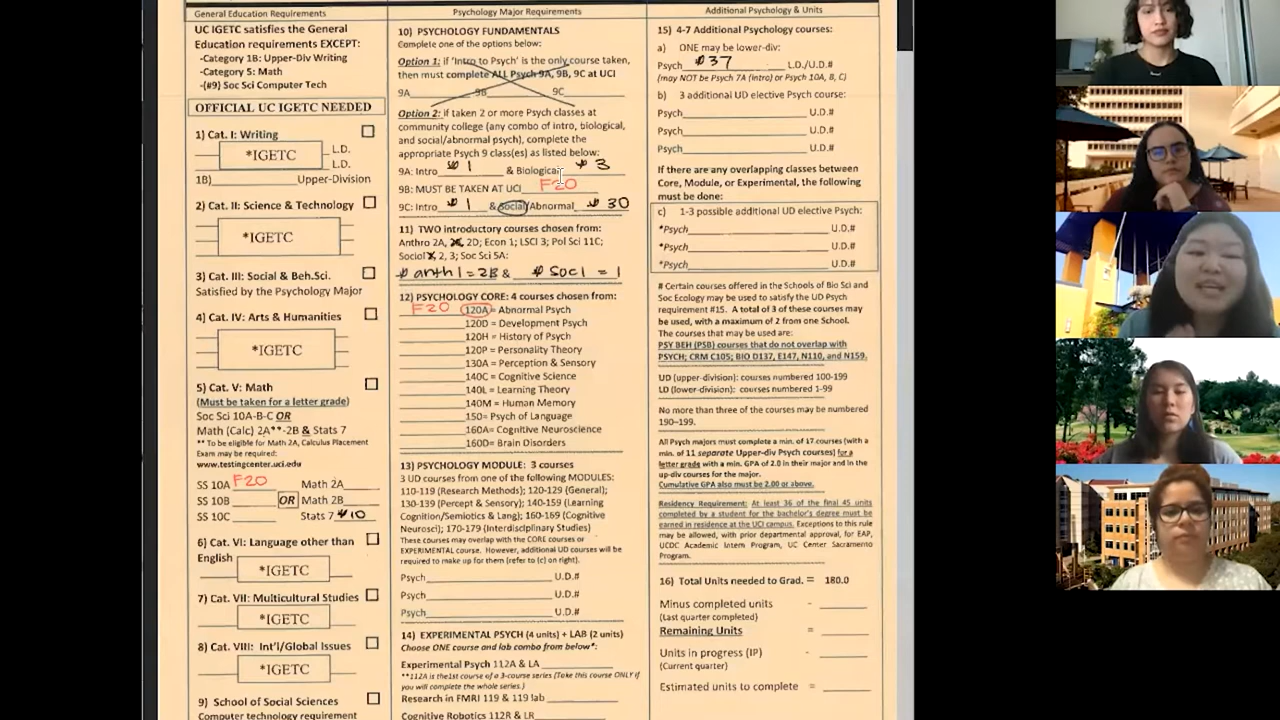 General Education Requirements
UC IGETC satisfies the General
Education requirements EXCEPT:
-Category 1B: Upper-Div Writing
-Category 5: Math
-(#9) Soc Sci Computer Tech
OFFICIAL UC IGETC NEEDED
1) Cat. I: Writing
*IGETC
L.D.
L.D.
1B) Upper-Division
2) Cat. II: Science & Technology
*IGETC
3) Cat. III: Social & Beh.Sci.
Satisfied by the Psychology Major
4) Cat. IV: Arts & Humanities
*IGETC
5) Cat. V: Math
(Must be taken for a letter grade)
Soc Sci 10A-B-C OR
Math (Calc) 2A**-2B & Stats 7
** To be eligible for Math 2A, Calculus Placement
Exam may be required:
www.testingcenter.uci.edu
SS 10A F20 Math 2A
SS 10B OR Math 2B
SS 10C Stats 7 *10
6) Cat. VI: Language other than
English
*IGETC
7) Cat. VII: Multicultural Studies
*IGETC
8) Cat. VIII: Int'l/Global Issues
*IGETC
9) School of Social Sciences
Computer technology requirement
Psychology Major Requirements
10) PSYCHOLOGY FUNDAMENTALS
Complete one of the options below:
Option 1: if 'Intro to Psych' is the only course taken,
then must complete ALL Psych 9A, 9B, 9C at UCI
9A 9B 9C
Option 2: if taken 2 or more Psych classes at
community college (any combo of intro, biological,
and social/abnormal psych), complete the
appropriate Psych 9 class(es) as listed below:
9A: Intro * 1 & Biological * 3
9B: MUST BE TAKEN AT UCI F20
9C: Intro * 1 & Social/Abnormal * 30
11) TWO introductory courses chosen from:
Anthro 2A, 2D; Econ 1; LSCI 3; Pol Sci 11C;
Sociol 2, 3; Soc Sci 5A:
* anth 1 = 2B & * Soc 1 = 1
12) PSYCHOLOGY CORE: 4 courses chosen from:
F20 120A = Abnormal Psych
120D = Development Psych
120H = History of Psych
120P = Personality Theory
130A = Perception & Sensory
140C = Cognitive Science
140L = Learning Theory
140M = Human Memory
150= Psych of Language
160A = Cognitive Neuroscience
160D= Brain Disorders
13) PSYCHOLOGY MODULE: 3 courses
3 UD courses from one of the following MODULES:
110-119 (Research Methods); 120-129 (General);
130-139 (Percept & Sensory); 140-159 (Learning
Cognition/Semiotics & Lang); 160-169 (Cognitive
Neurosci); 170-179 (Interdisciplinary Studies)
These courses may overlap with the CORE courses or
EXPERIMENTAL course. However, additional UD courses will be
required to make up for them (refer to (c) on right).
Psych U.D.#
Psych U.D.#
Psych U.D.#
14) EXPERIMENTAL PSYCH (4 units) + LAB (2 units)
Choose ONE course and lab combo from below*:
Experimental Psych 112A & LA
**112A is the 1st course of a 3-course series (Take this course ONLY if
you will complete the whole series.)
Research in FMRI 119 & 119 lab
Cognitive Robotics 112R & LR
Additional Psychology & Units
15) 4-7 Additional Psychology courses:
a) ONE may be lower-div:
Psych *37 L.D./U.D.#
(may NOT be Psych 7A (intro) or Psych 10A, B, C)
b) 3 additional UD elective Psych course:
Psych U.D.#
Psych U.D.#
Psych U.D.#
If there are any overlapping classes between
Core, Module, or Experimental, the following
must be done:
c) 1-3 possible additional UD elective Psych:
*Psych U.D.#
*Psych U.D.#
*Psych U.D.#
# Certain courses offered in the Schools of Bio Sci and
Soc Ecology may be used to satisfy the UD Psych
requirement #15. A total of 3 of these courses may
be used, with a maximum of 2 from one School.
The courses that may be used are:
PSY BEH (PSB) courses that do not overlap with
PSYCH; CRM C105; BIO D137, E147, N110, and N159.
UD (upper-division): courses numbered 100-199
LD (lower-division): courses numbered 1-99
No more than three of the courses may be numbered
190-199.
All Psych majors must complete a min. of 17 courses (with a
min. of 11 separate Upper-div Psych courses) for a
letter grade with a min. GPA of 2.0 in their major and in the
up-div courses for the major.
Cumulative GPA also must be 2.00 or above.
Residency Requirement: At least 36 of the final 45 units
completed by a student for the bachelor's degree must be
earned in residence at the UCI campus. Exceptions to this rule
may be allowed, with prior departmental approval, for EAP,
UCDC Academic Intern Program, UC Center Sacramento
Program.
16) Total Units needed to Grad. = 180.0
Minus completed units -
(Last quarter completed)
Remaining Units =
Units in progress (IP) -
(Current quarter)
Estimated units to complete =